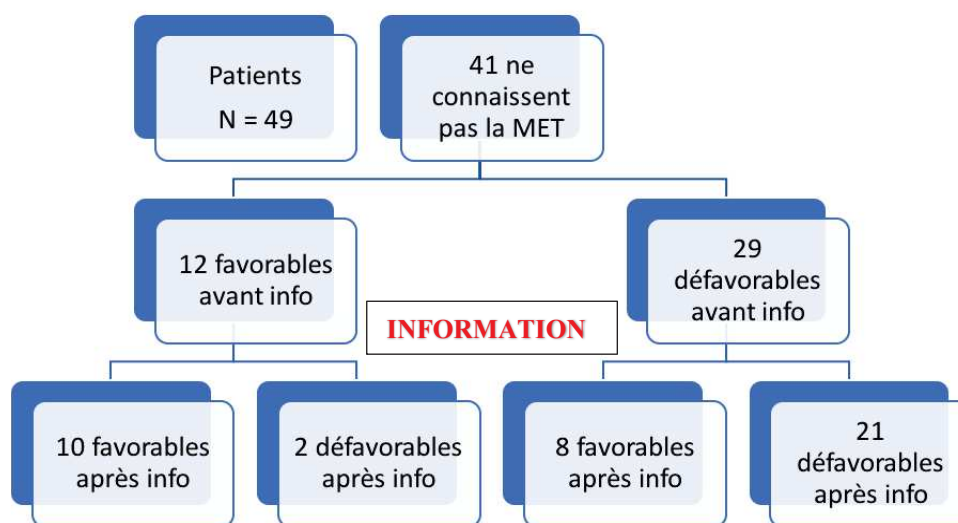 Patients
N = 49
41 ne
connaissent
pas la MET
12 favorables
avant info
29
défavorables
avant info
INFORMATION
10 favorables
après info
2 défavorables
après info
8 favorables
après info
21
défavorables
après info